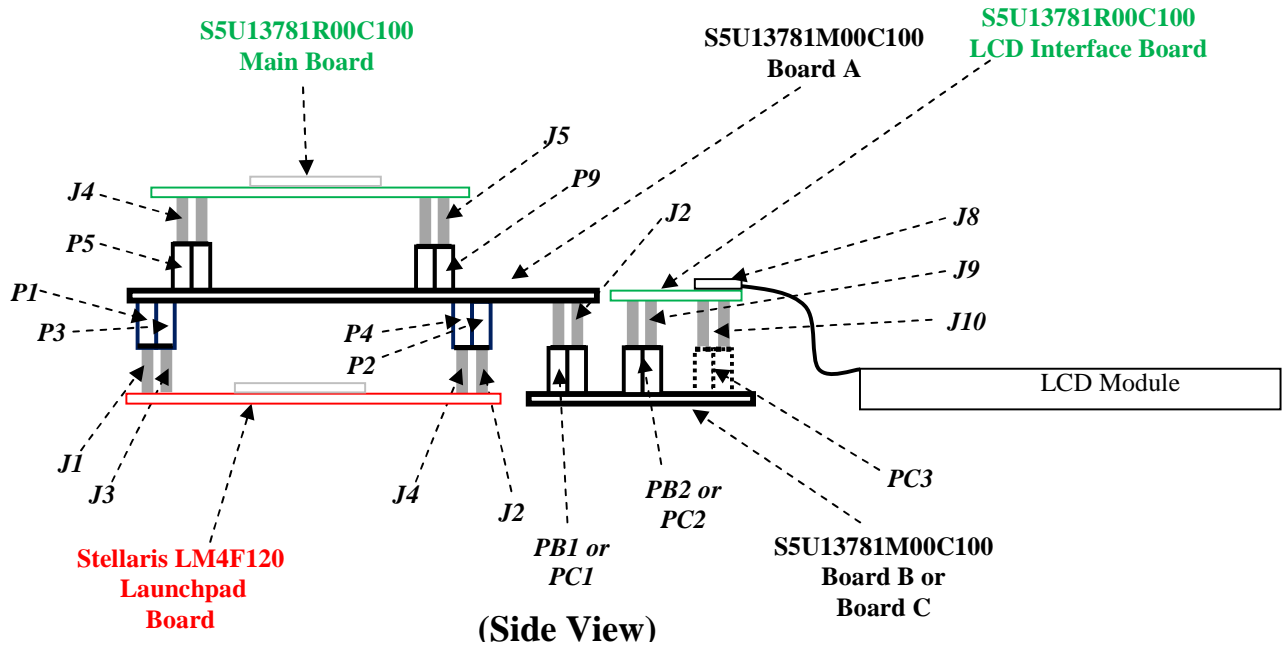 S5U13781R00C100
Main Board
S5U13781M00C100
Board A
S5U13781R00C100
LCD Interface Board
J5
J4
P9
J2
J8
P5
J9
P1
P3
P4
P2
J10
LCD Module
J1
J3
J4
J2
PB2 or
PC2
PC3
PB1 or
PC1
Stellaris LM4F120
Launchpad
Board
S5U13781M00C100
Board B or
Board C
(Side View)